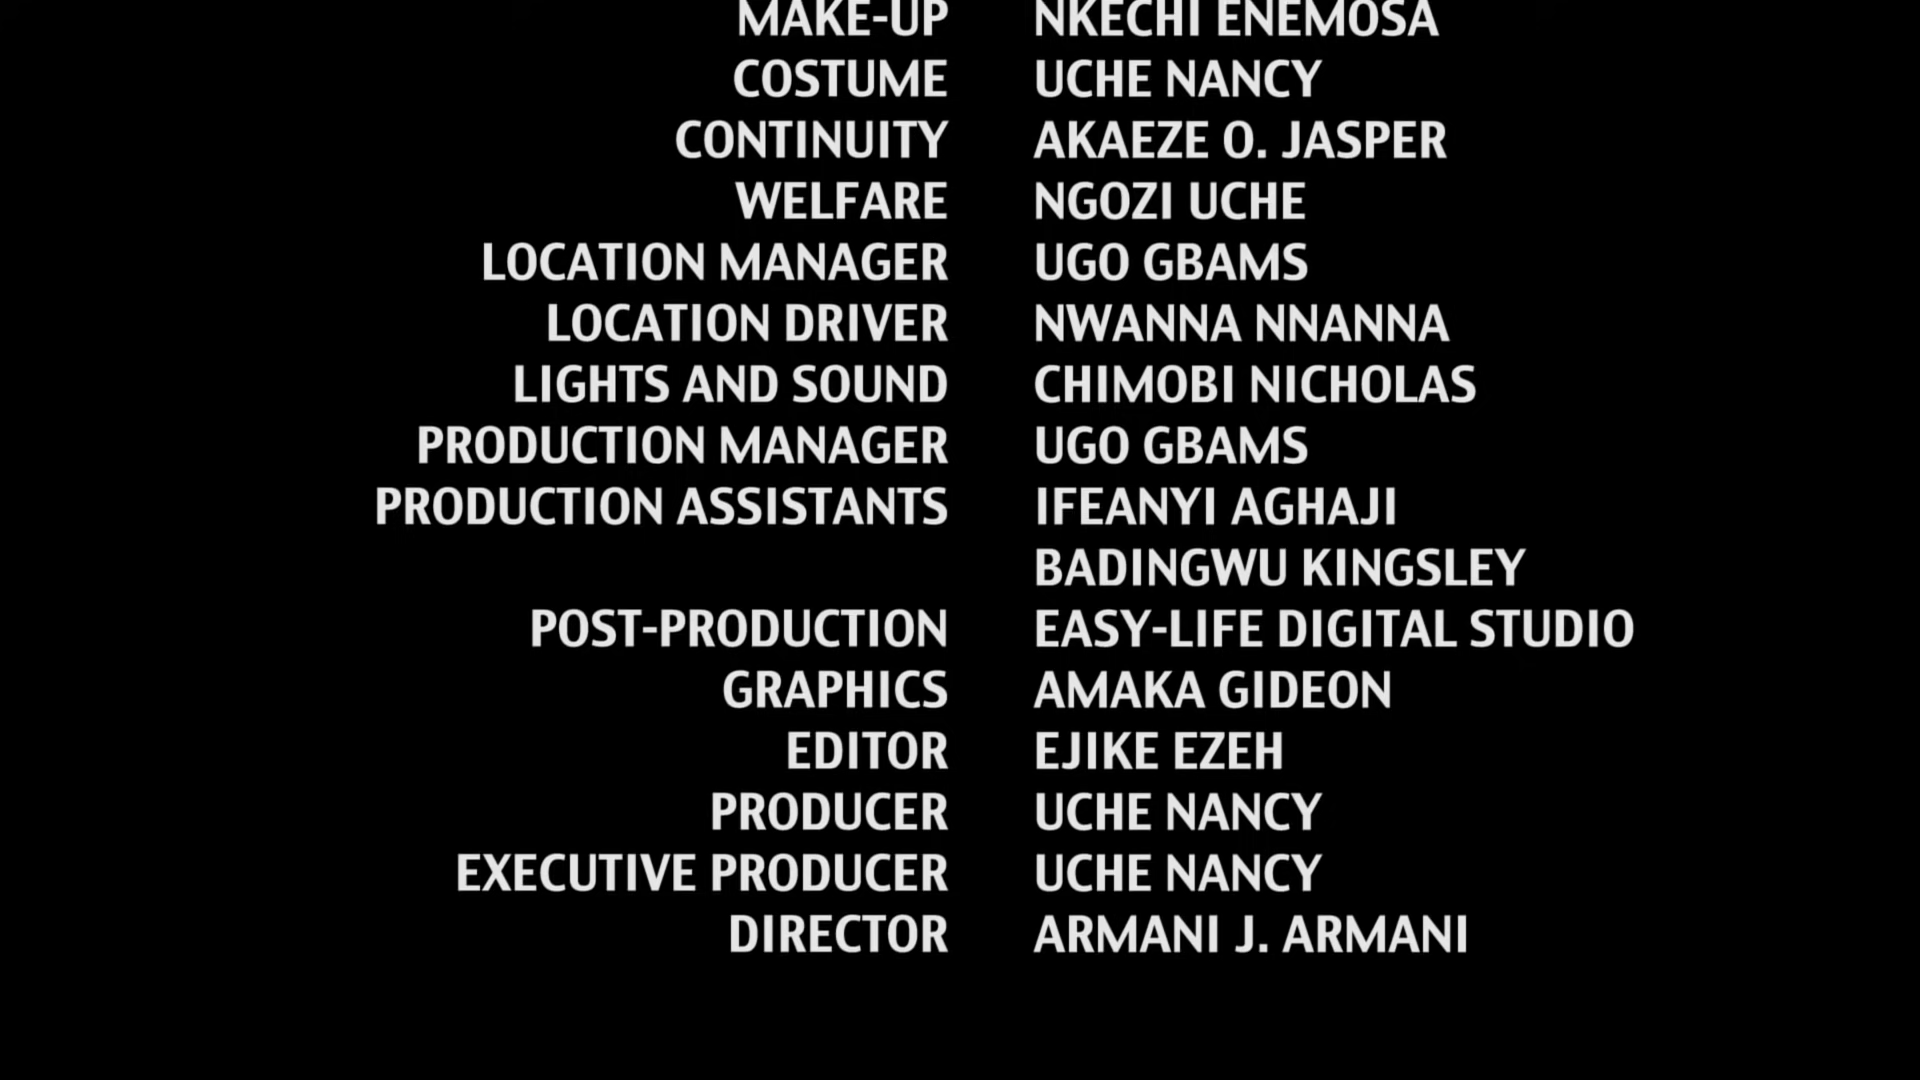 MAKE-UP NKECHI ENEMOSA
COSTUME UCHE NANCY
CONTINUITY AKAEZE O. JASPER
WELFARE NGOZI UCHE
LOCATION MANAGER UGO GBAMS
LOCATION DRIVER NWANNA NNANNA
LIGHTS AND SOUND CHIMOBI NICHOLAS
PRODUCTION MANAGER UGO GBAMS
PRODUCTION ASSISTANTS IFEANYI AGHAJI
BADINGWU KINGSLEY
POST-PRODUCTION EASY-LIFE DIGITAL STUDIO
GRAPHICS AMAKA GIDEON
EDITOR EJIKE EZEH
PRODUCER UCHE NANCY
EXECUTIVE PRODUCER UCHE NANCY
DIRECTOR ARMANI J. ARMANI